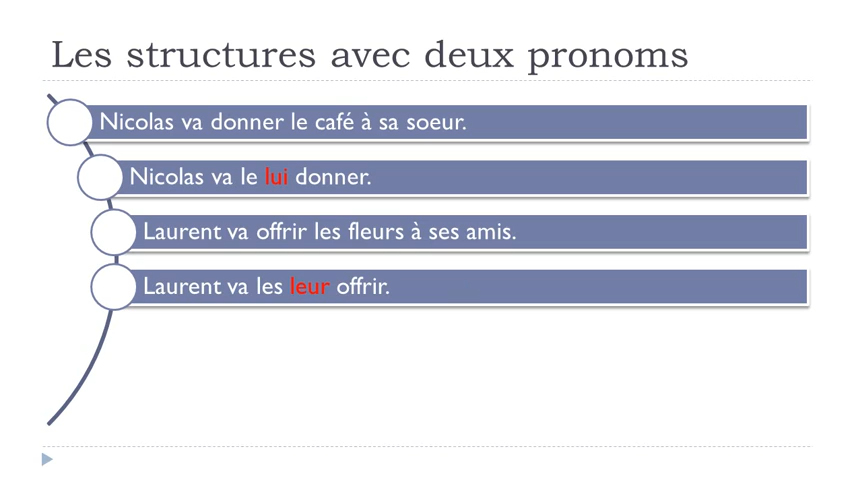 Les structures avec deux pronoms
Nicolas va donner le café à sa soeur.
Nicolas va le lui donner.
Laurent va offrir les fleurs à ses amis.
Laurent va les leur offrir.